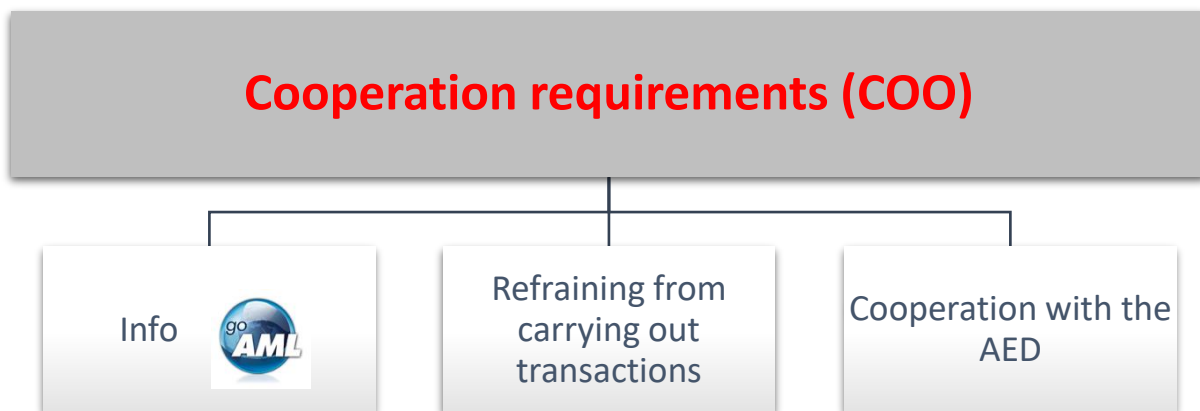 Cooperation requirements (COO)
Info
go
AML
Refraining from
carrying out
transactions
Cooperation with the
AED